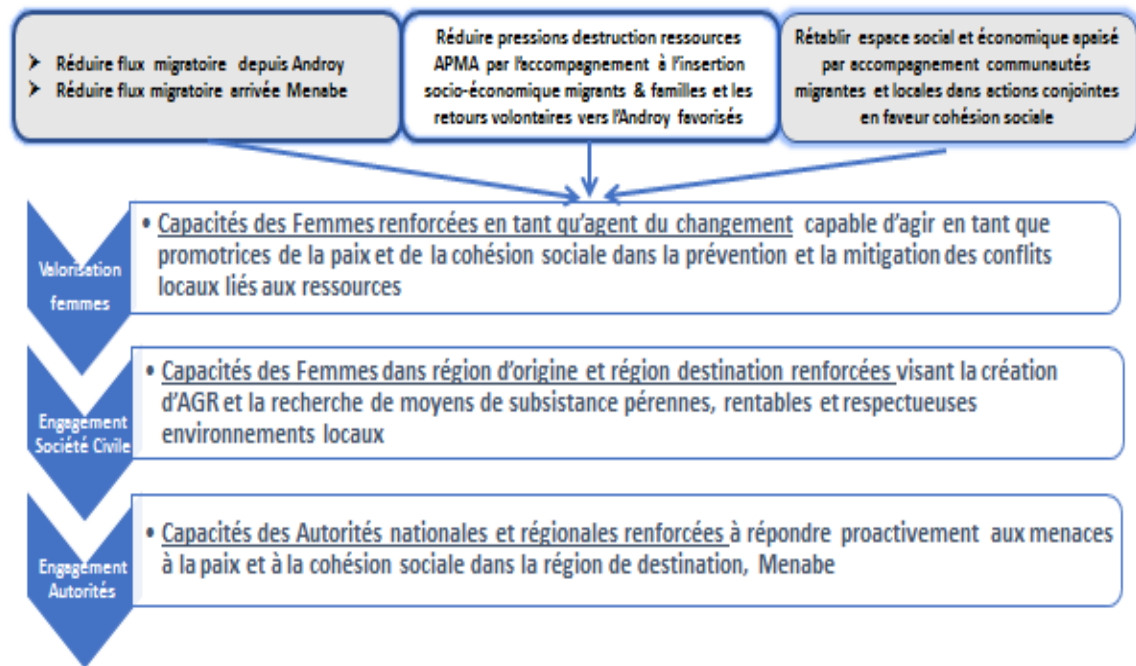 ➤ Réduire flux migratoire depuis Androy
➤ Réduire flux migratoire arrivée Menabe
Réduire pressions destruction ressources
APMA par l'accompagnement à l'insertion
socio-économique migrants & familles et les
retours volontaires vers l'Androy favorisés
Rétablir espace social et économique apaisé
par accompagnement communautés
migrantes et locales dans actions conjointes
en faveur cohésion sociale
Valorisation
femmes
• Capacités des Femmes renforcées en tant qu'agent du changement capable d'agir en tant que
promotrices de la paix et de la cohésion sociale dans la prévention et la mitigation des conflits
locaux liés aux ressources
Engagement
Société Civile
• Capacités des Femmes dans région d'origine et région destination renforcées visant la création
d'AGR et la recherche de moyens de subsistance pérennes, rentables et respectueuses
environnements locaux
Engagement
Autorités
• Capacités des Autorités nationales et régionales renforcées à répondre proactivement aux menaces
à la paix et à la cohésion sociale dans la région de destination, Menabe